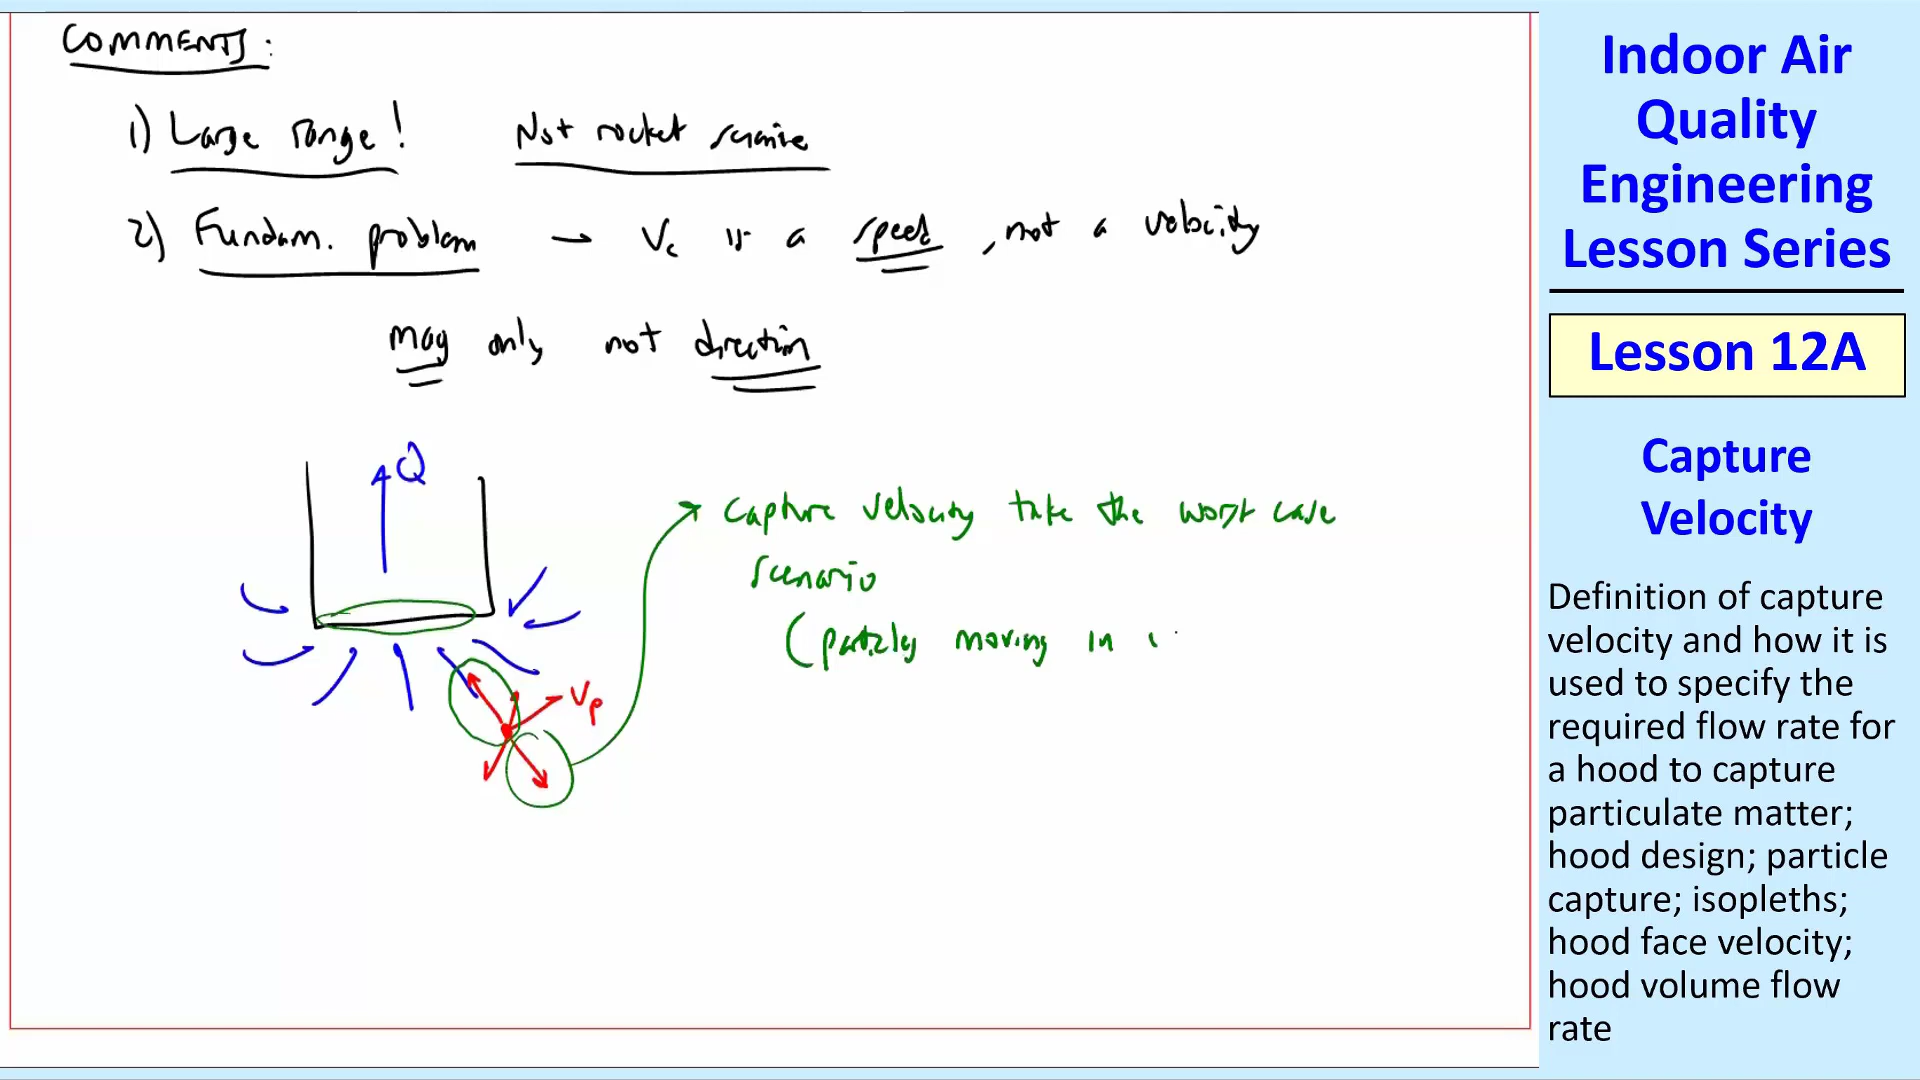 COMMENTS:
1) Large range! Not rocket science
2) Fundam. problem → Vc is a speed, not a velocity
mag only not direction
Q
Vp
Capture velocity take the worst case
scenario
(particles moving in
Indoor Air
Quality
Engineering
Lesson Series
Lesson 12A
Capture
Velocity
Definition of capture
velocity and how it is
used to specify the
required flow rate for
a hood to capture
particulate matter;
hood design; particle
capture; isopleths;
hood face velocity;
hood volume flow
rate